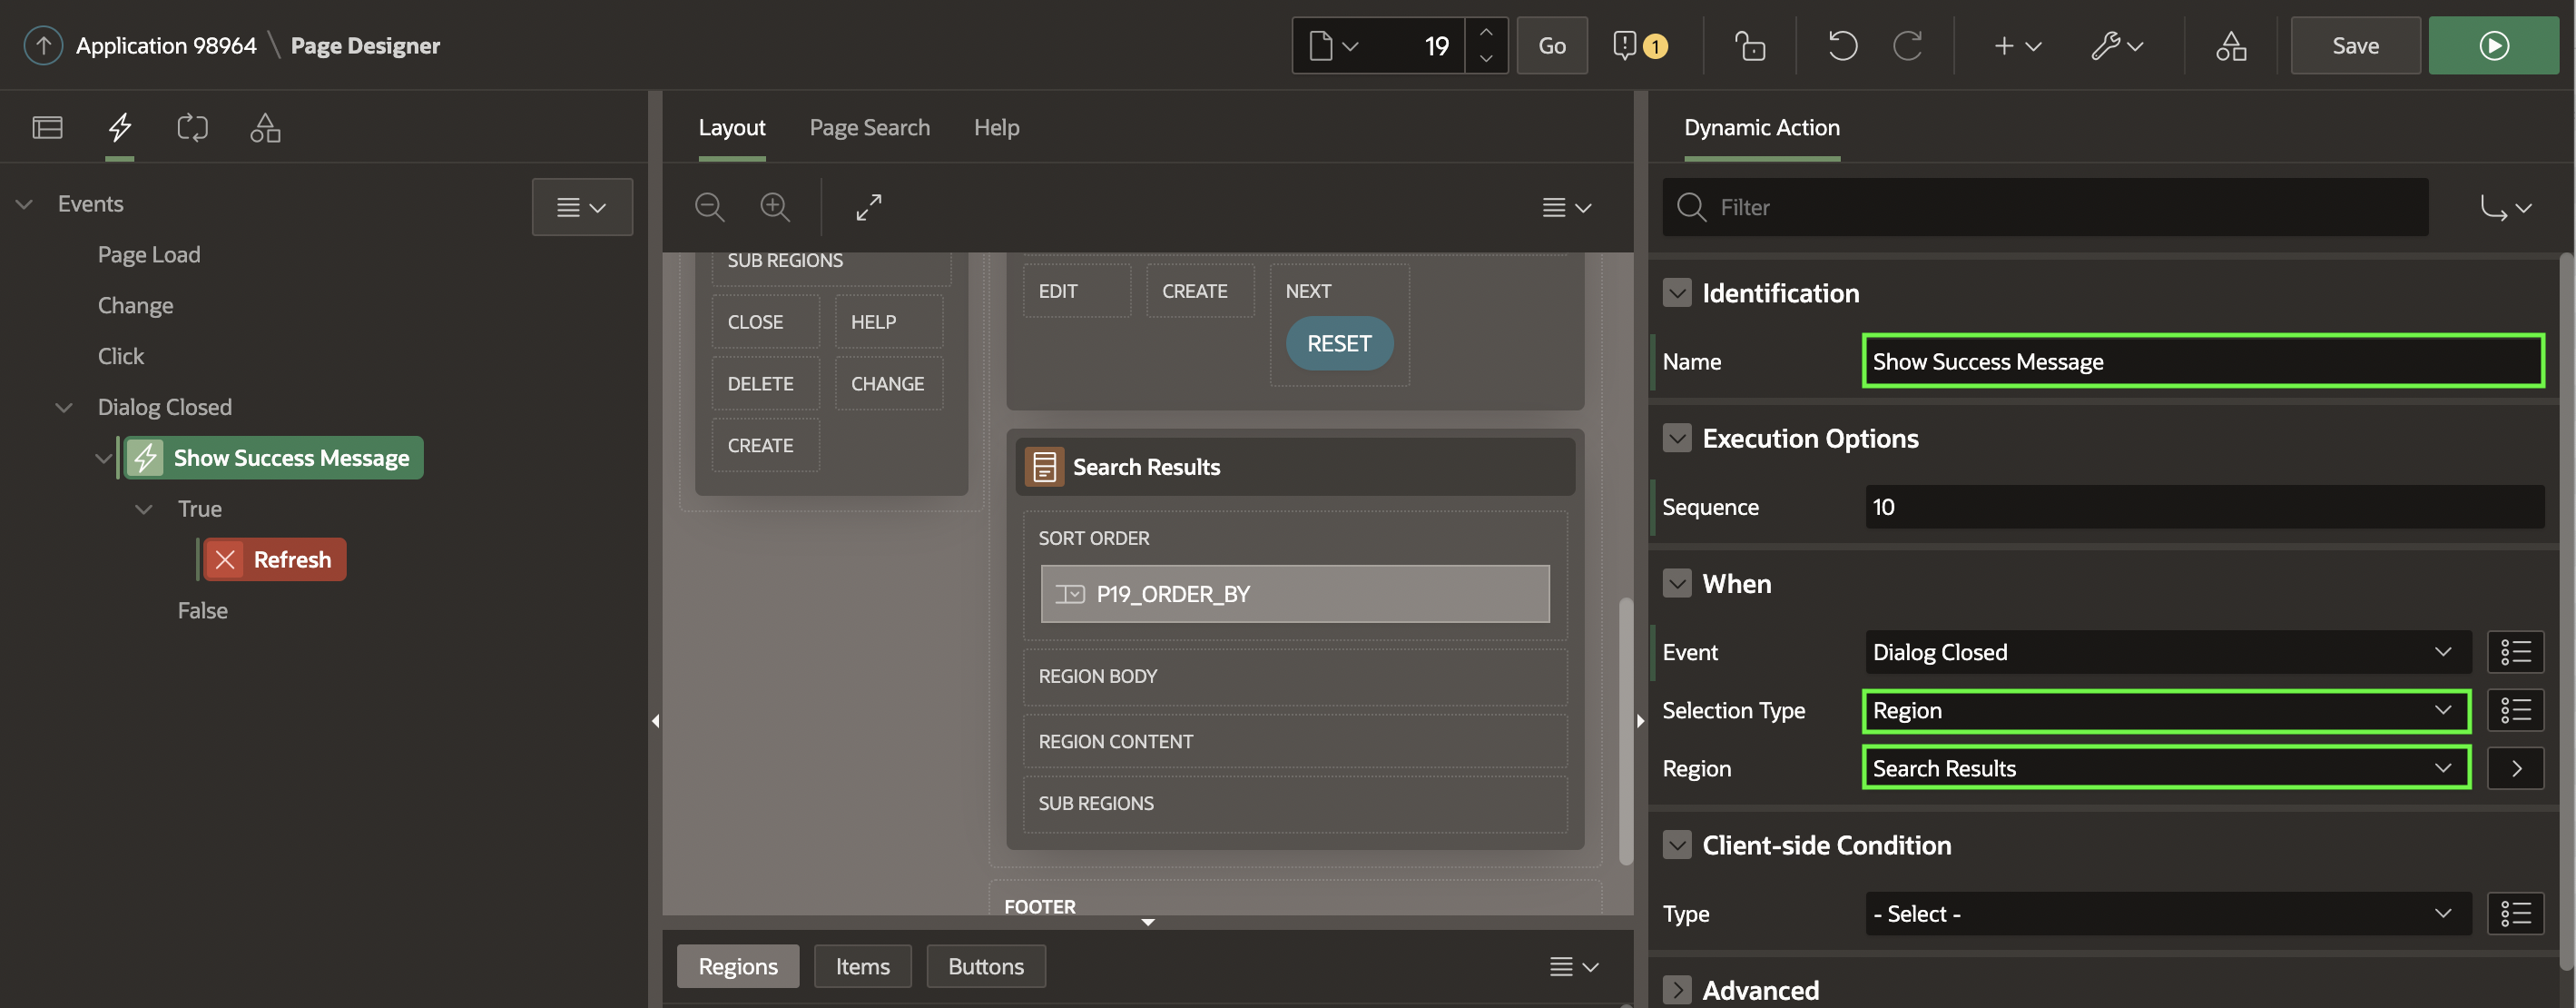 Application 98964 \ Page Designer
19
Go
1
Save
Events
Page Load
Change
Click
Dialog Closed
Show Success Message
True
Refresh
False
Layout
Page Search
Help
SUB REGIONS
CLOSE
HELP
DELETE
CHANGE
CREATE
EDIT
CREATE
NEXT
RESET
Search Results
SORT ORDER
P19_ORDER_BY
REGION BODY
REGION CONTENT
SUB REGIONS
FOOTER
Regions
Items
Buttons
Dynamic Action
Filter
Identification
Name
Show Success Message
Execution Options
Sequence
10
When
Event
Dialog Closed
Selection Type
Region
Region
Search Results
Client-side Condition
Type
- Select -
Advanced